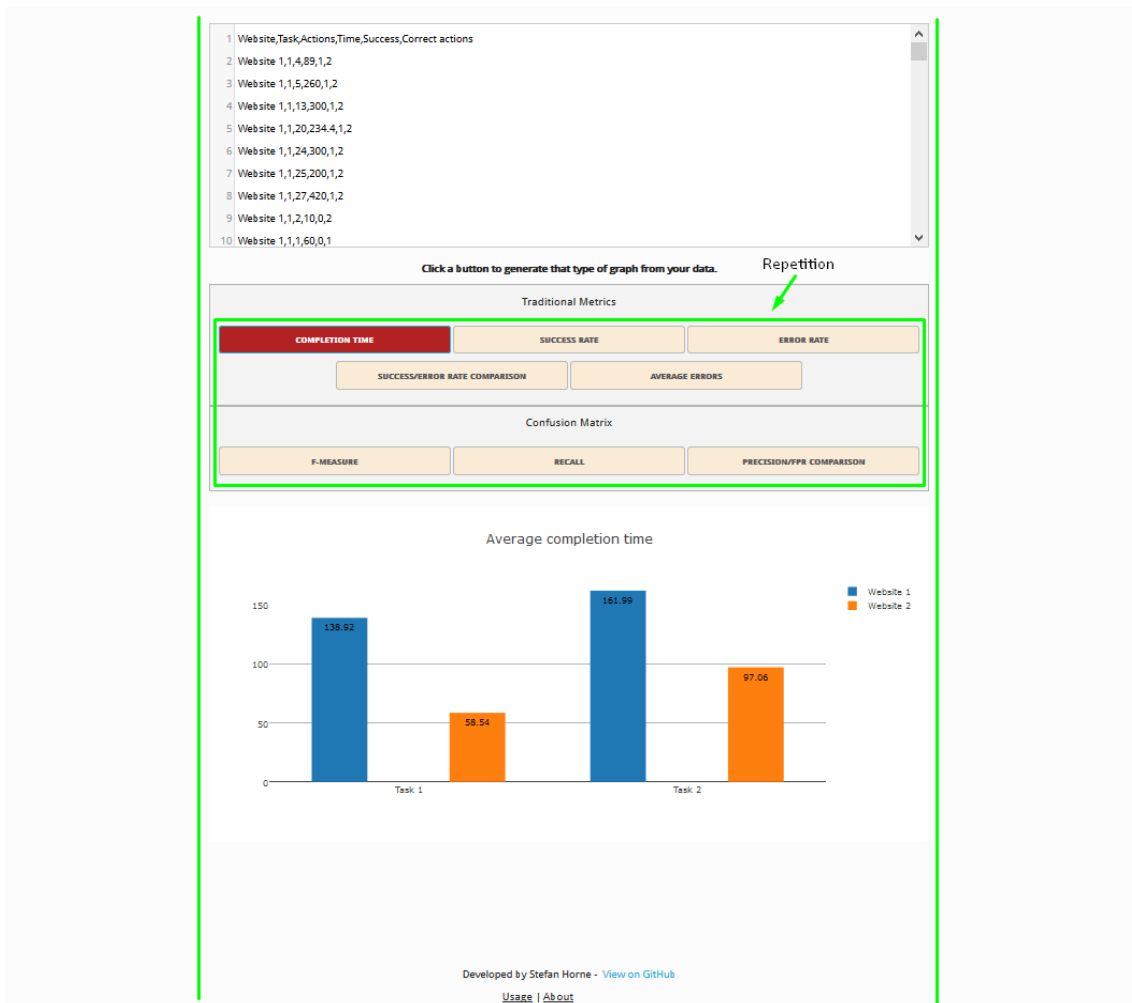 1 Website,Task,Actions,Time,Success,Correct actions
2 Website 1,1,4,89,1,2
3 Website 1,1,5,260,1,2
4 Website 1,1,13,300,1,2
5 Website 1,1,20,234.4,1,2
6 Website 1,1,24,300,1,2
7 Website 1,1,25,200,1,2
8 Website 1,1,27,420,1,2
9 Website 1,1,2,10,0,2
10 Website 1,1,1,60,0,1
Click a button to generate that type of graph from your data.
Repetition
Traditional Metrics
COMPLETION TIME SUCCESS RATE ERROR RATE
SUCCESS/ERROR RATE COMPARISON AVERAGE ERRORS
Confusion Matrix
F-MEASURE RECALL PRECISION/FPR COMPARISON
Average completion time
Website 1
Website 2
150
100
50
0
138.92
58.54
161.99
97.06
Task 1 Task 2
Developed by Stefan Horne - View on GitHub
Usage | About